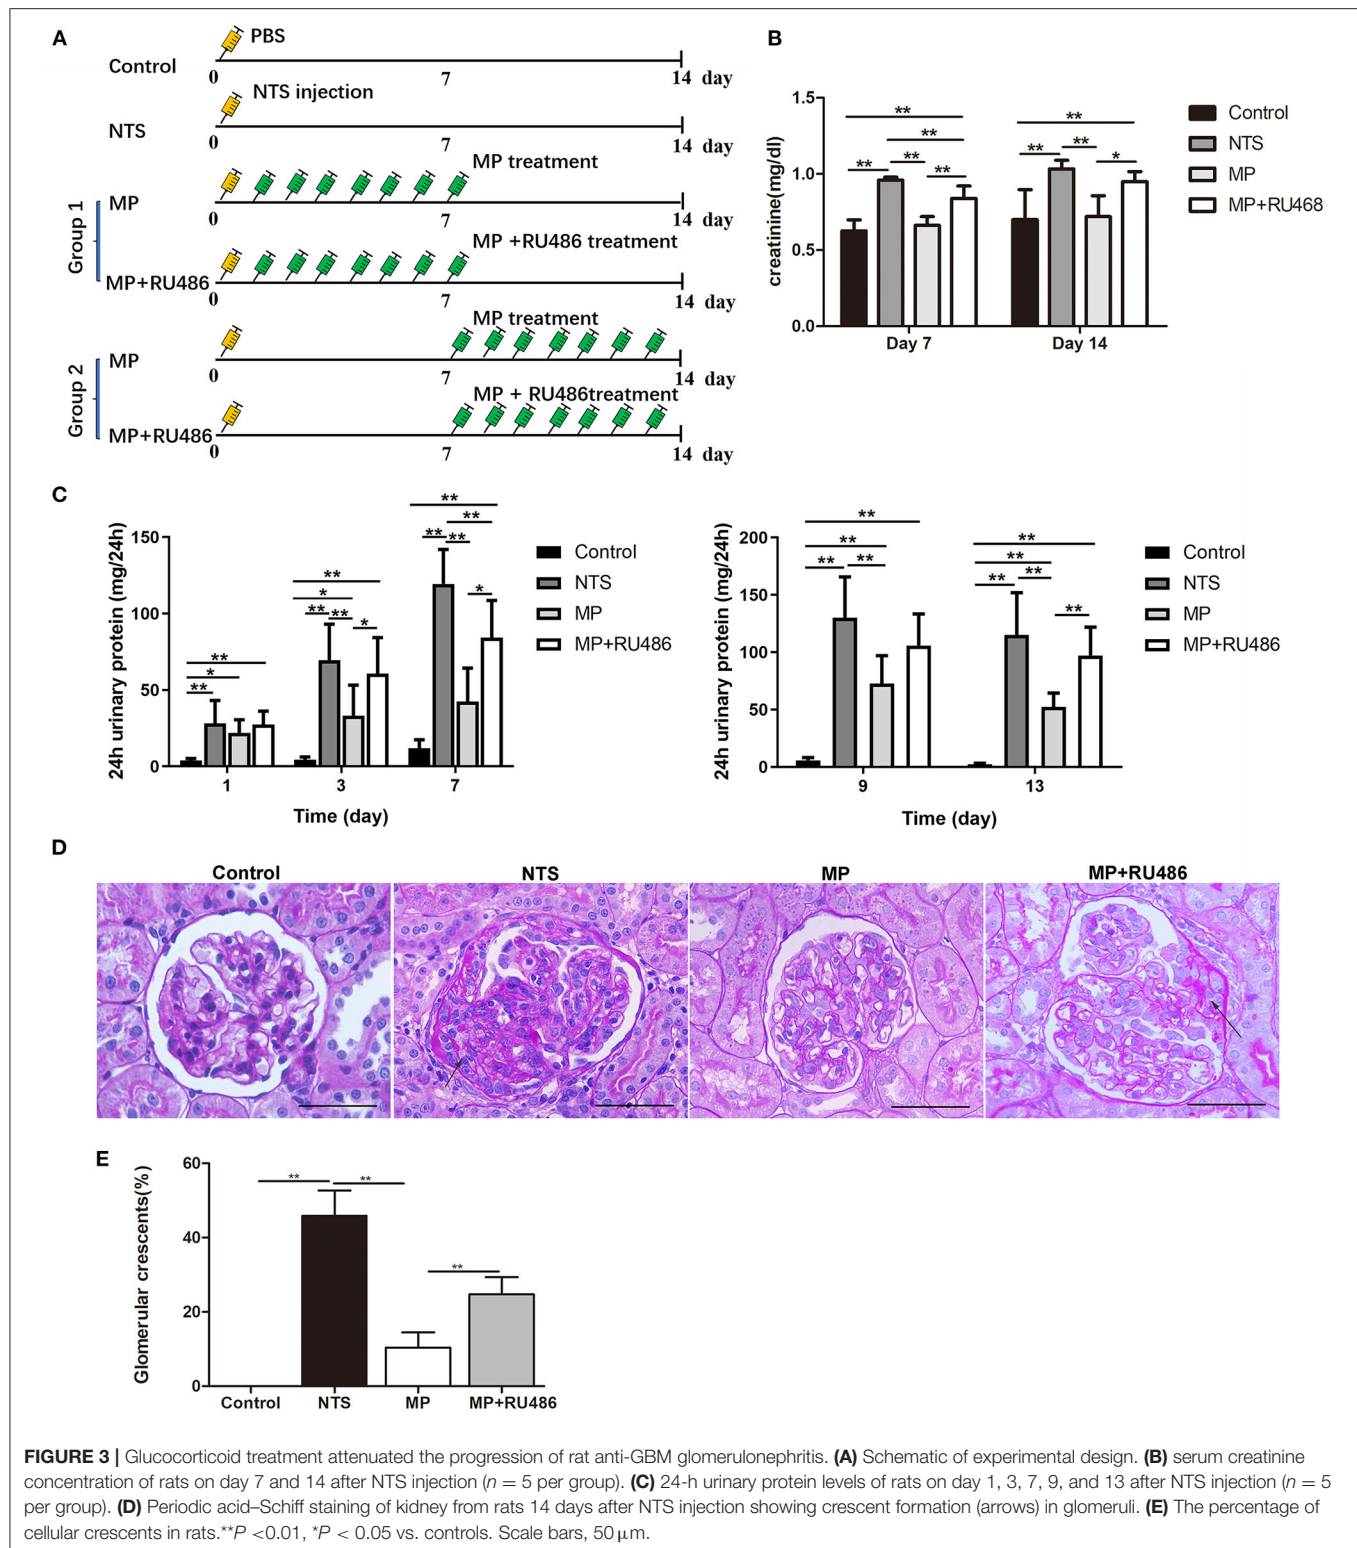 A
PBS
Control
0
7
14 day
NTS injection
NTS
0
7
14 day
MP treatment
Group 1
MP
0
7
14 day
MP +RU486 treatment
MP+RU486
0
7
14 day
MP treatment
Group 2
MP
0
7
14 day
MP + RU486treatment
MP+RU486
0
7
14 day
B
creatinine(mg/dl)
1.5
1.0
0.5
0.0
** ** ** ** ** **
** ** ** * **
Day 7
Day 14
Control
NTS
MP
MP+RU468
C
24h urinary protein (mg/24h)
150
100
50
0
** * **
** * ** ** *
** ** ** ** *
1
3
7
Time (day)
Control
NTS
MP
MP+RU486
24h urinary protein (mg/24h)
200
150
100
50
0
** ** ** **
** ** ** ** **
9
13
Time (day)
Control
NTS
MP
MP+RU486
D
Control
NTS
MP
MP+RU486
E
Glomerular crescents(%)
60
40
20
0
** ** **
Control
NTS
MP
MP+RU486
FIGURE 3 | Glucocorticoid treatment attenuated the progression of rat anti-GBM glomerulonephritis. (A) Schematic of experimental design. (B) serum creatinine
concentration of rats on day 7 and 14 after NTS injection (n = 5 per group). (C) 24-h urinary protein levels of rats on day 1, 3, 7, 9, and 13 after NTS injection (n = 5
per group). (D) Periodic acid–Schiff staining of kidney from rats 14 days after NTS injection showing crescent formation (arrows) in glomeruli. (E) The percentage of
cellular crescents in rats.**P <0.01, *P < 0.05 vs. controls. Scale bars, 50 μm.